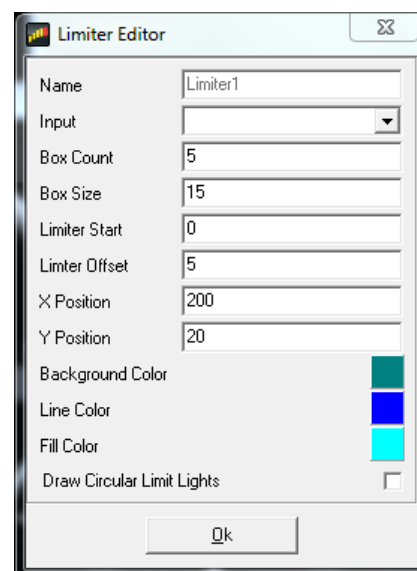 Limiter Editor
Name Limiter1
Input
Box Count 5
Box Size 15
Limiter Start 0
Limter Offset 5
X Position 200
Y Position 20
Background Color
Line Color
Fill Color
Draw Circular Limit Lights
Ok